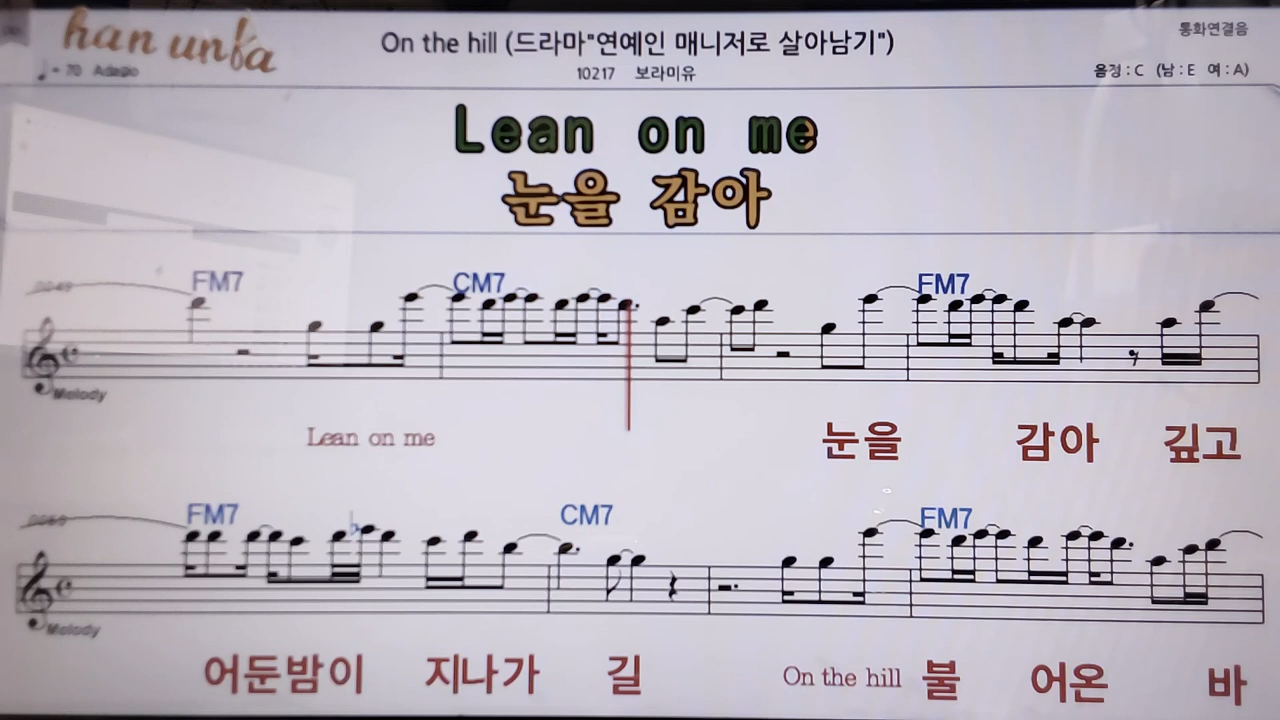 han unfa
On the hill (드라마"연예인 매니저로 살아남기")
통화연결음
♩= 70 Adagio
10217 보라미유
음정 : C (남 : E 여 : A)
Lean on me
눈을 감아
FM7 CM7 FM7
Melody
Lean on me 눈을 감아 깊고
FM7 CM7 FM7
Melody
어둔밤이 지나가 길 On the hill 불 어온 바